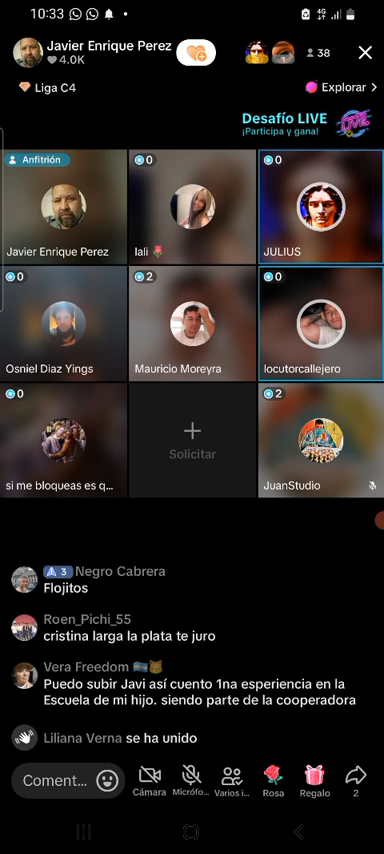 10:33
4G
Javier Enrique Perez
4.0K
38
Liga C4
Explorar
Desafío LIVE
¡Participa y gana!
Anfitrión
0
0
Javier Enrique Perez
lali
JULIUS
0
2
0
Osniel Diaz Yings
Mauricio Moreyra
locutorcallejero
0
2
Solicitar
si me bloqueas es q...
JuanStudio
3 Negro Cabrera
Flojitos
Roen_Pichi_55
cristina larga la plata te juro
Vera Freedom
Puedo subir Javi así cuento 1na esperiencia en la
Escuela de mi hijo. siendo parte de la cooperadora
Liliana Verna se ha unido
Coment...
Cámara
Micrófo...
Varios i...
Rosa
Regalo
2